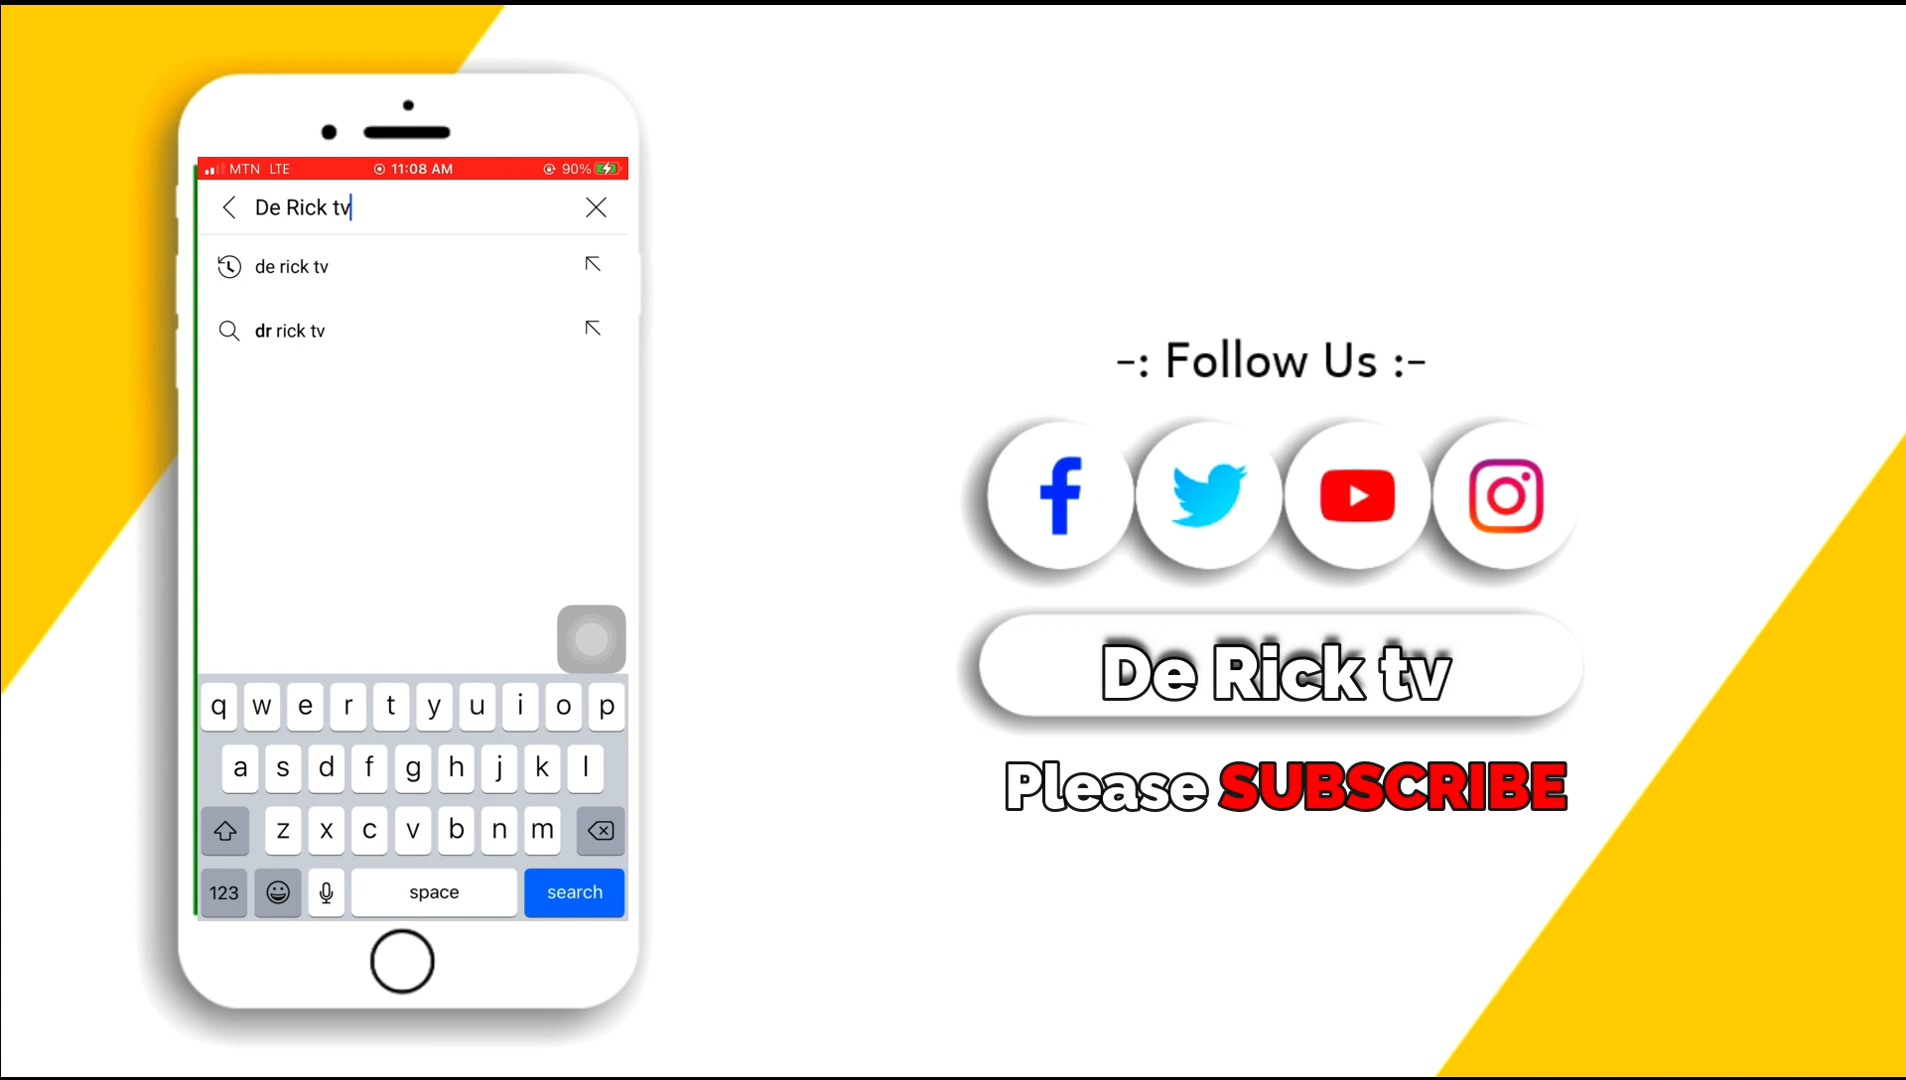 MTN LTE 11:08 AM 90%
De Rick tv
de rick tv
dr rick tv
q w e r t y u i o p
a s d f g h j k l
z x c v b n m
123 space search
-: Follow Us :-
De Rick tv
Please SUBSCRIBE